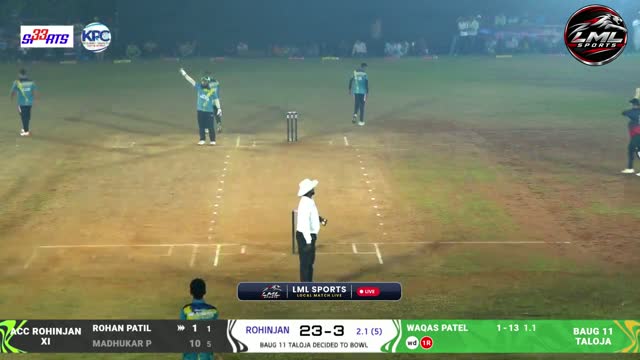 33
SPORTS
KPC
LML
SPORTS
LML SPORTS
LOCAL MATCH LIVE
LIVE
ACC ROHINJAN XI
ROHAN PATIL 1 1
MADHUKAR P 10 5
ROHINJAN 23-3 2.1 (5)
BAUG 11 TALOJA DECIDED TO BOWL
WAQAS PATEL 1-13 1.1
wd 1R
BAUG 11
TALOJA